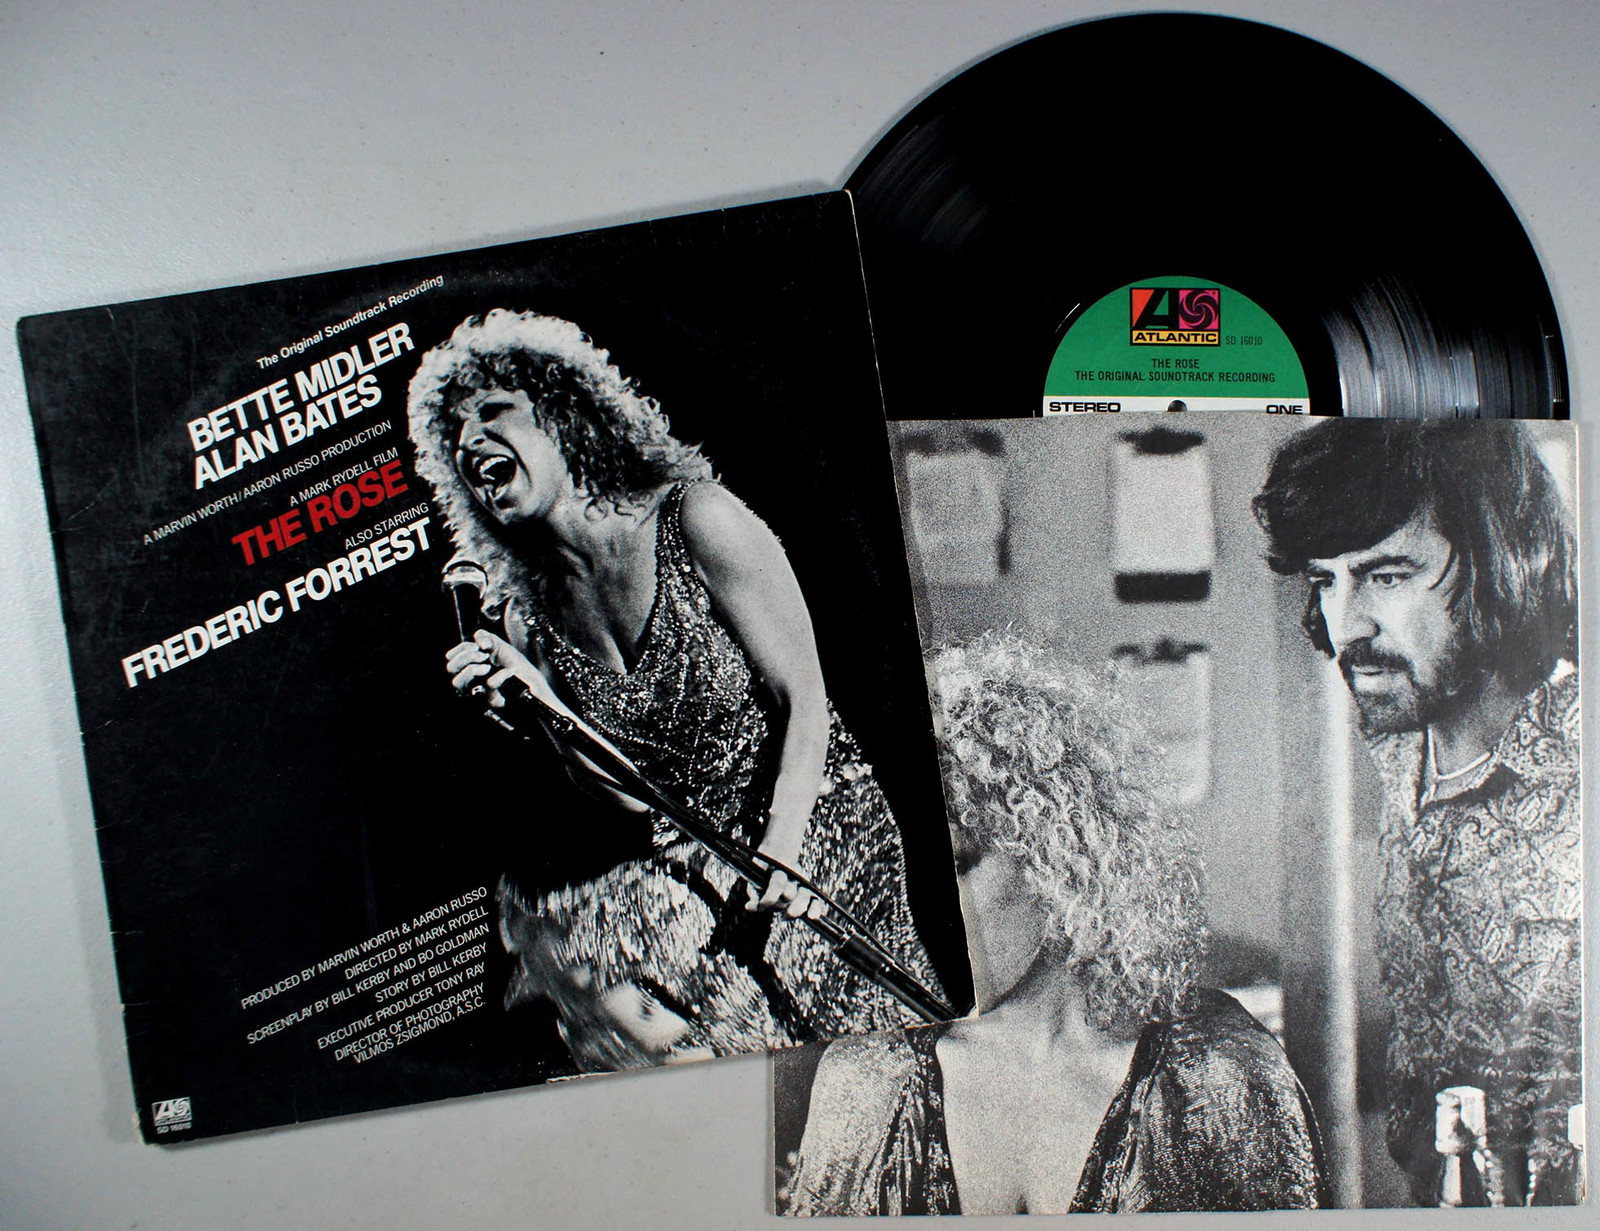 The Original Soundtrack Recording
BETTE MIDLER
ALAN BATES
A MARVIN WORTH/AARON RUSSO PRODUCTION
A MARK RYDELL FILM
THE ROSE
ALSO STARRING
FREDERIC FORREST
PRODUCED BY MARVIN WORTH & AARON RUSSO
DIRECTED BY MARK RYDELL
SCREENPLAY BY BILL KERBY AND BO GOLDMAN
STORY BY BILL KERBY
EXECUTIVE PRODUCER TONY RAY
DIRECTOR OF PHOTOGRAPHY
VILMOS ZSIGMOND, A.S.C.
ATLANTIC
SD 16010
ATLANTIC SD 16010
THE ROSE
THE ORIGINAL SOUNDTRACK RECORDING
STEREO ONE